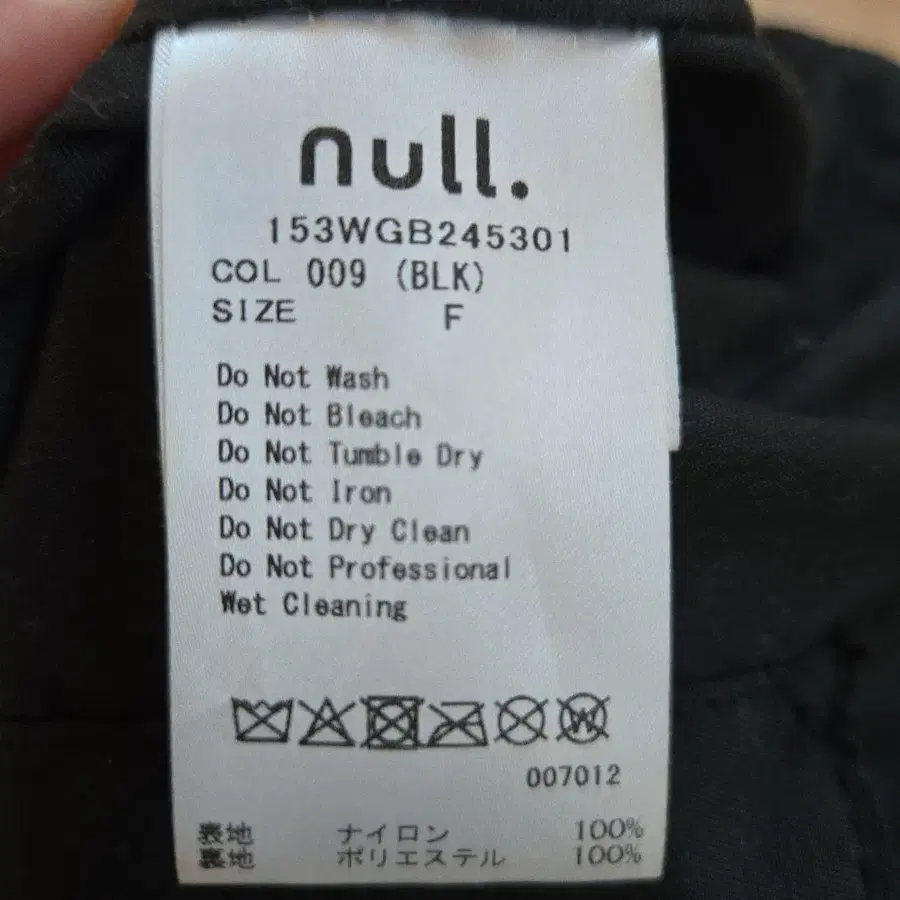 null.
153WGB245301
COL 009 (BLK)
SIZE F
Do Not Wash
Do Not Bleach
Do Not Tumble Dry
Do Not Iron
Do Not Dry Clean
Do Not Professional
Wet Cleaning
W
007012
表地 ナイロン 100%
裏地 ポリエステル 100%